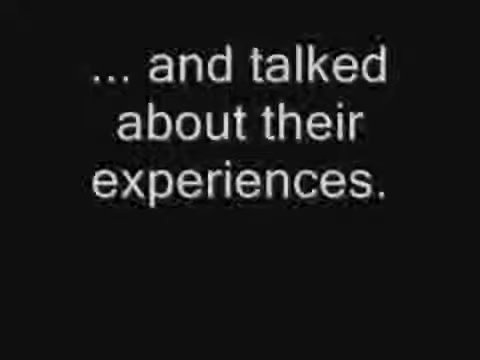 ... and talked
about their
experiences.